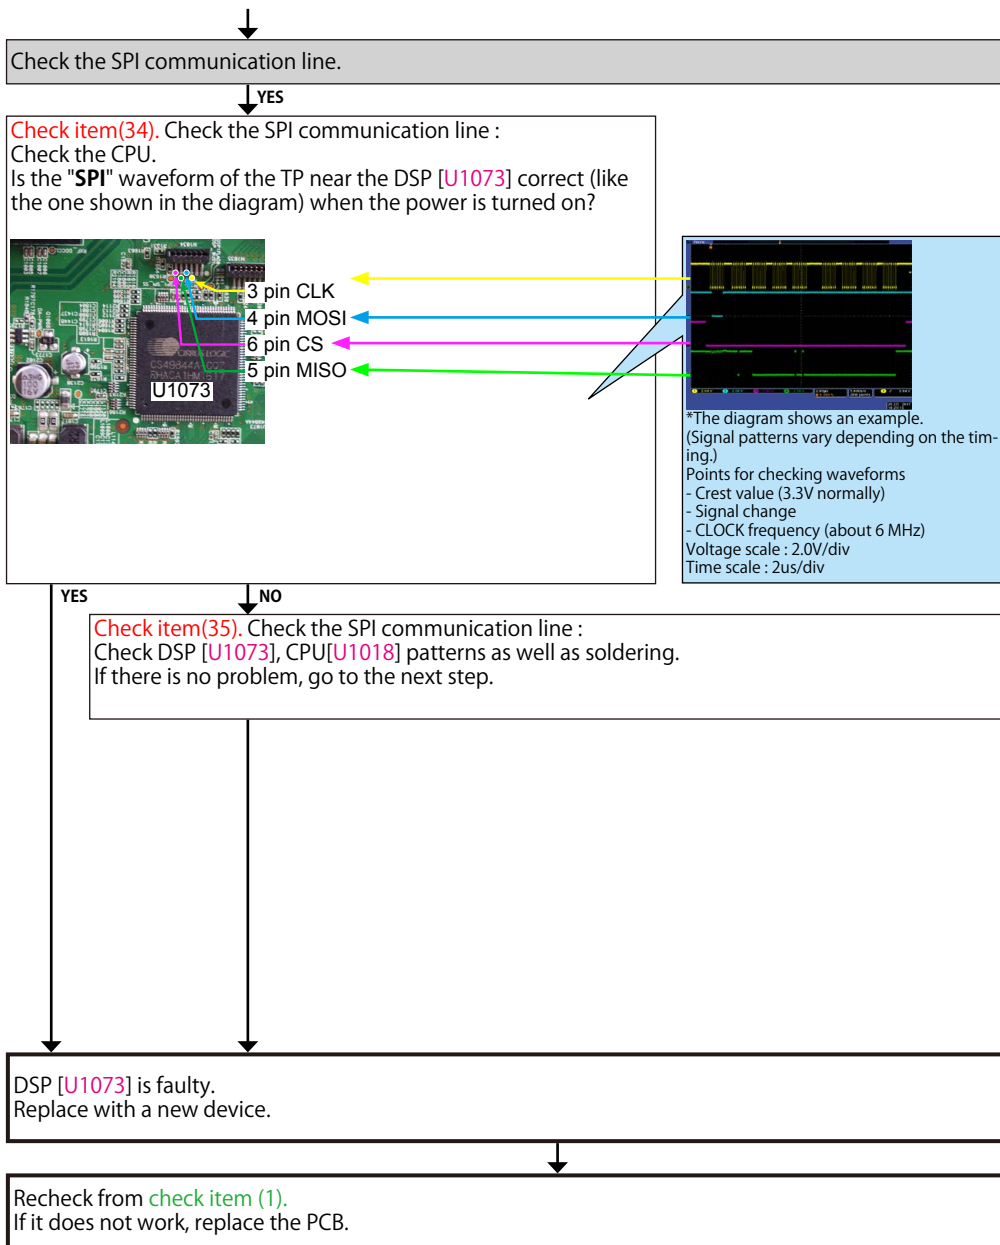 Check the SPI communication line.
YES
Check item(34). Check the SPI communication line :
Check the CPU.
Is the "SPI" waveform of the TP near the DSP [U1073] correct (like
the one shown in the diagram) when the power is turned on?
3 pin CLK
4 pin MOSI
6 pin CS
5 pin MISO
CIRRUS LOGIC
U1073
*The diagram shows an example.
(Signal patterns vary depending on the tim-
ing.)
Points for checking waveforms
- Crest value (3.3V normally)
- Signal change
- CLOCK frequency (about 6 MHz)
Voltage scale : 2.0V/div
Time scale : 2us/div
YES
NO
Check item(35). Check the SPI communication line :
Check DSP [U1073], CPU[U1018] patterns as well as soldering.
If there is no problem, go to the next step.
DSP [U1073] is faulty.
Replace with a new device.
Recheck from check item (1).
If it does not work, replace the PCB.